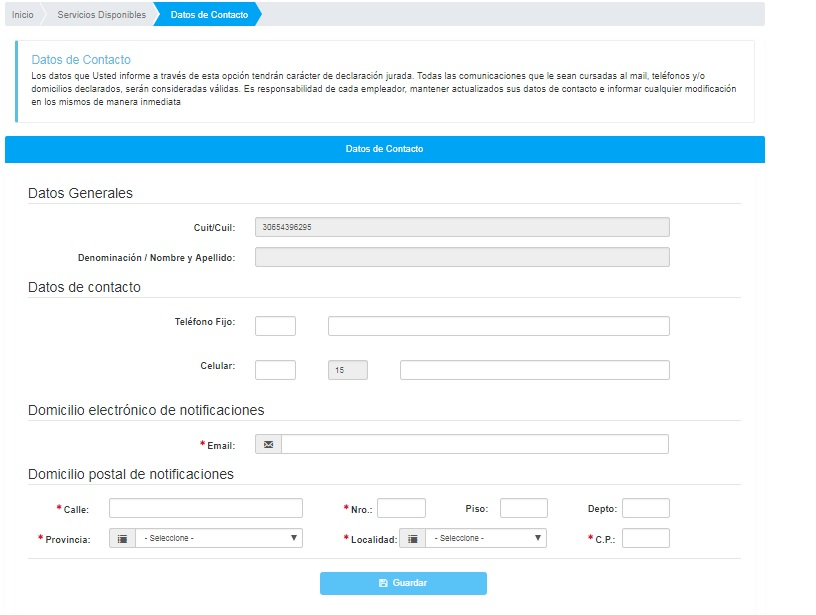 Inicio Servicios Disponibles Datos de Contacto
Datos de Contacto
Los datos que Usted informe a través de esta opción tendrán carácter de declaración jurada. Todas las comunicaciones que le sean cursadas al mail, teléfonos y/o
domicilios declarados, serán consideradas válidas. Es responsabilidad de cada empleador, mantener actualizados sus datos de contacto e informar cualquier modificación
en los mismos de manera inmediata
Datos de Contacto
Datos Generales
Cuit/Cuil: 30654396295
Denominación / Nombre y Apellido:
Datos de contacto
Teléfono Fijo:
Celular: 15
Domicilio electrónico de notificaciones
* Email:
Domicilio postal de notificaciones
* Calle: * Nro.: Piso: Depto:
* Provincia: - Seleccione - * Localidad: - Seleccione - * C.P.:
Guardar